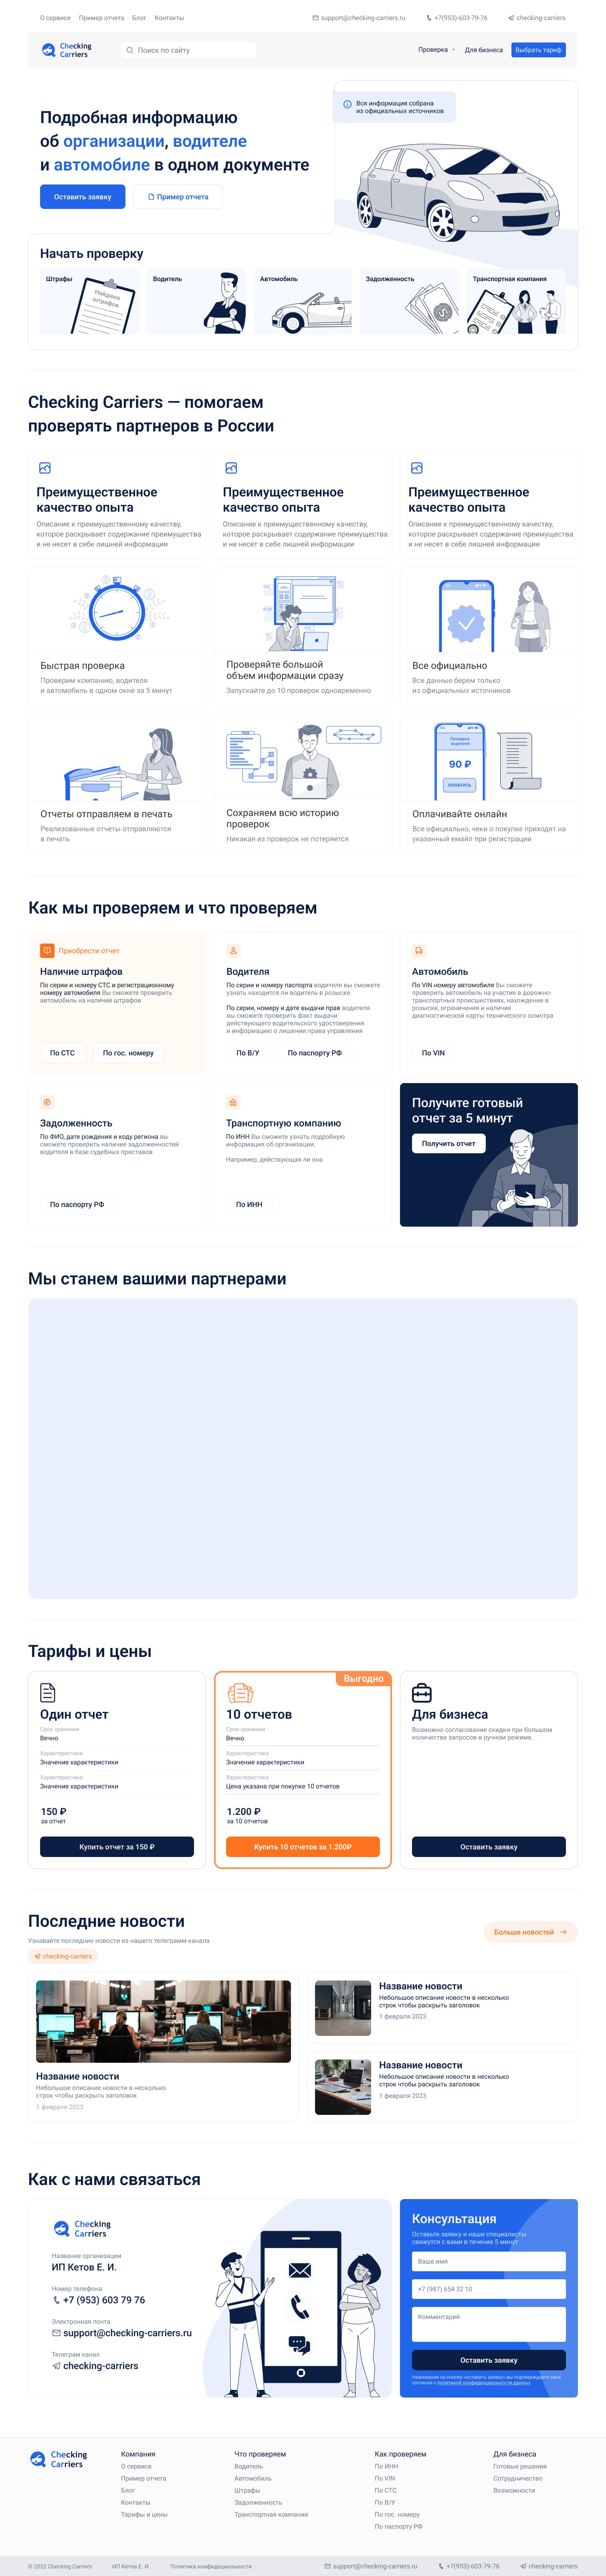 О сервисе
Пример отчета
Блог
Контакты
support@checking-carriers.ru
+7(953)-603-79-76
checking-carriers
Checking
Carriers
Поиск по сайту
Проверка
Для бизнеса
Выбрать тариф
Подробная информацию
об организации, водителе
и автомобиле в одном документе
Оставить заявку
Пример отчета
Вся информация собрана
из официальных источников
Начать проверку
Штрафы
Найдено
штрафов
Водитель
Автомобиль
Задолженность
Транспортная компания
Checking Carriers — помогаем
проверять партнеров в России
Преимущественное
качество опыта
Описание к преимущественному качеству,
которое раскрывает содержание преимущества
и не несет в себе лишней информации
Преимущественное
качество опыта
Описание к преимущественному качеству,
которое раскрывает содержание преимущества
и не несет в себе лишней информации
Преимущественное
качество опыта
Описание к преимущественному качеству,
которое раскрывает содержание преимущества
и не несет в себе лишней информации
Быстрая проверка
Проверим компанию, водителя
и автомобиль в одном окне за 5 минут
Проверяйте большой
объем информации сразу
Запускайте до 10 проверок одновременно
Все официально
Все данные берем только
из официальных источников
Отчеты отправляем в печать
Реализованные отчеты отправляются
в печать
Сохраняем всю историю
проверок
Никакая из проверок не потеряется
Проверка
водителя
90 ₽
ОПЛАТИТЬ
Оплачивайте онлайн
Все официально, чеки о покупке приходят на
указанный емайл при регистрации
Как мы проверяем и что проверяем
Приобрести отчет
Наличие штрафов
По серии и номеру СТС и регистрационному
номеру автомобиля Вы сможете проверить
автомобиль на наличие штрафов
По СТС
По гос. номеру
Водителя
По серии и номеру паспорта водителя вы сможете
узнать находится ли водитель в розыске
По серии, номеру и дате выдачи прав водителя
вы сможете проверить факт выдачи
действующего водительского удостоверения
и информацию о лишении права управления
По В/У
По паспорту РФ
Автомобиль
По VIN номеру автомобиля Вы сможете
проверить автомобиль на участие в дорожно-
транспортных происшествиях, нахождение в
розыске, ограничения и наличие
диагностической карты технического осмотра
По VIN
Задолженность
По ФИО, дате рождения и коду региона вы
сможете проверить наличие задолженностей
водителя в базе судебных приставов
По паспорту РФ
Транспортную компанию
По ИНН Вы сможете узнать подробную
информация об организации.
Например, действующая ли она
По ИНН
Получите готовый
отчет за 5 минут
Получить отчет
Мы станем вашими партнерами
Тарифы и цены
Один отчет
Срок хранения
Вечно
Характеристика
Значение характеристики
Характеристика
Значение характеристики
150 ₽
за отчет
Купить отчет за 150 ₽
Выгодно
10 отчетов
Срок хранения
Вечно
Характеристика
Значение характеристики
Характеристика
Цена указана при покупке 10 отчетов
1.200 ₽
за 10 отчетов
Купить 10 отчетов за 1.200₽
Для бизнеса
Возможно согласование скидки при большом
количестве запросов в ручном режиме.
Оставить заявку
Последние новости
Узнавайте последние новости из нашего телеграмм-канала
checking-carriers
Больше новостей
Название новости
Небольшое описание новости в несколько
строк чтобы раскрыть заголовок
1 февраля 2023
Название новости
Небольшое описание новости в несколько
строк чтобы раскрыть заголовок
1 февраля 2023
Название новости
Небольшое описание новости в несколько
строк чтобы раскрыть заголовок
1 февраля 2023
Как с нами связаться
Checking
Carriers
Название организации
ИП Кетов Е. И.
Номер телефона
+7 (953) 603 79 76
Электронная почта
support@checking-carriers.ru
Телеграм канал
checking-carriers
Консультация
Оставьте заявку и наши специалисты
свяжутся с вами в течение 5 минут
Ваше имя
+7 (987) 654 32 10
Комментарий
Оставить заявку
Нажимания на кнопку «оставить заявку» вы подтверждаете своё
согласие с политикой конфиденциальности данных
Checking
Carriers
Компания
О сервисе
Пример отчета
Блог
Контакты
Тарифы и цены
Что проверяем
Водитель
Автомобиль
Штрафы
Задолженность
Транспортная компания
Как проверяем
По ИНН
По VIN
По СТС
По В/У
По гос. номеру
По паспорту РФ
Для бизнеса
Готовые решения
Сотрудничество
Возможности
© 2022 Checking Carriers
ИП Кетов Е. И.
Политика конфидециальности
support@checking-carriers.ru
+7(953)-603-79-76
checking-carriers